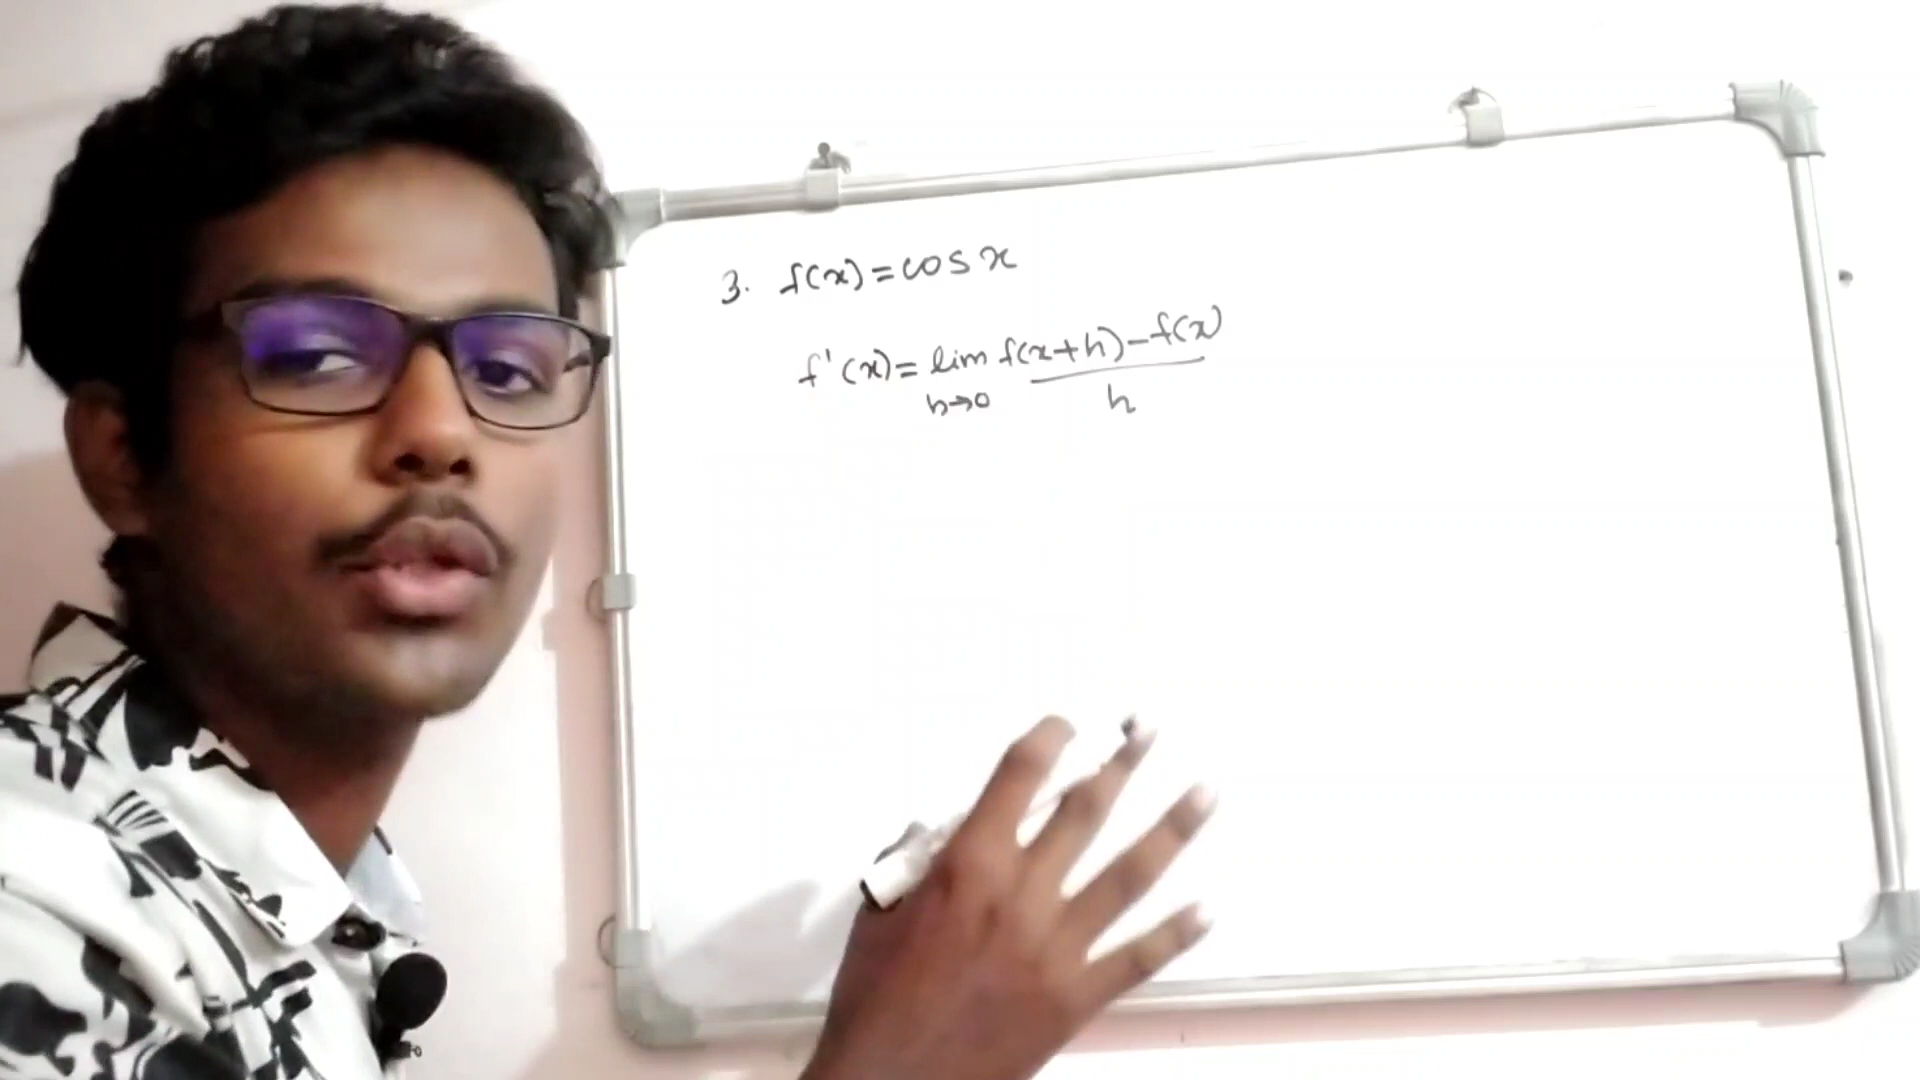 3. f(x) = cos x
f'(x) = lim f(x+h) - f(x)
h→0 h